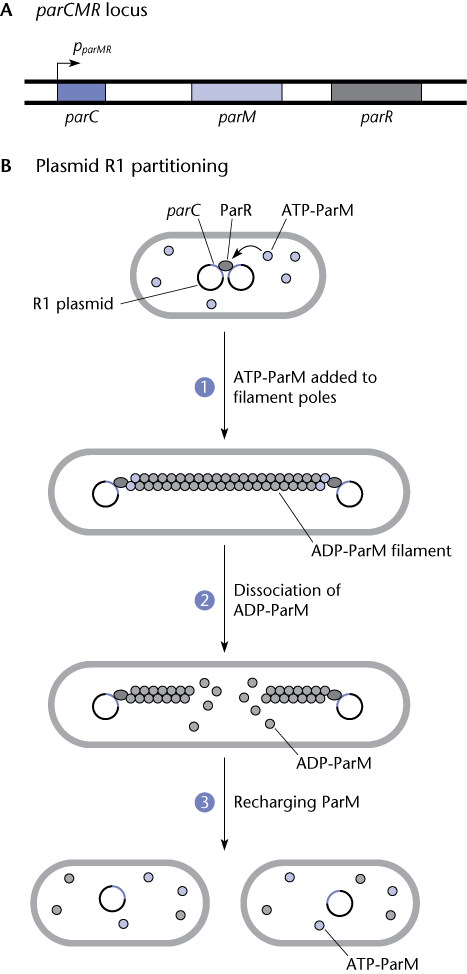 A parCMR locus
pparMR
parC parM parR
B Plasmid R1 partitioning
parC ParR ATP-ParM
R1 plasmid
1 ATP-ParM added to
filament poles
ADP-ParM filament
2 Dissociation of
ADP-ParM
ADP-ParM
3 Recharging ParM
ATP-ParM